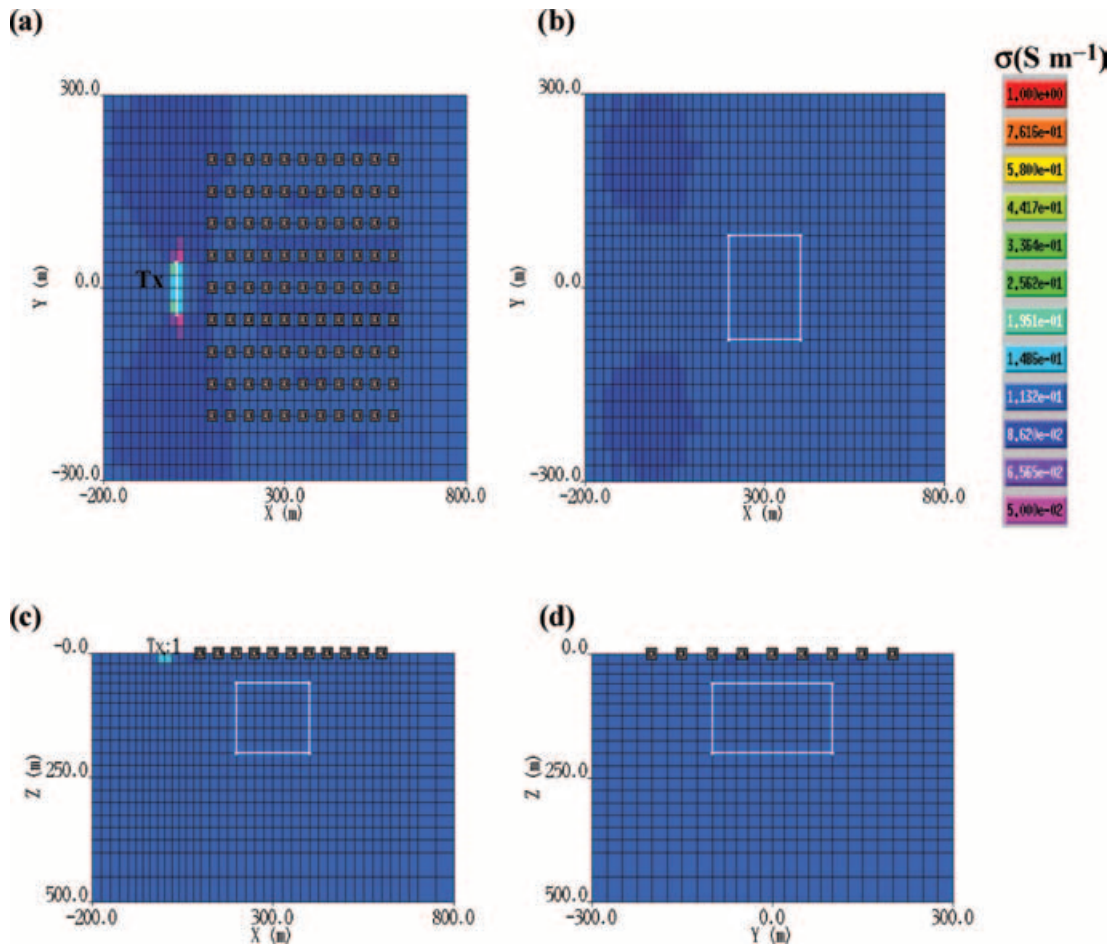 (a)
300.0
Y (m)
0.0
-300.0
-200.0
300.0
800.0
X (m)
Tx
(b)
300.0
Y (m)
0.0
-300.0
-200.0
300.0
800.0
X (m)
σ(S m⁻¹)
1.000e+00
7.616e-01
5.800e-01
4.417e-01
3.364e-01
2.562e-01
1.951e-01
1.486e-01
1.132e-01
8.620e-02
6.565e-02
5.000e-02
(c)
Tx:1
-0.0
Z (m)
250.0
500.0
-200.0
300.0
800.0
X (m)
(d)
0.0
Z (m)
250.0
500.0
-300.0
0.0
300.0
Y (m)